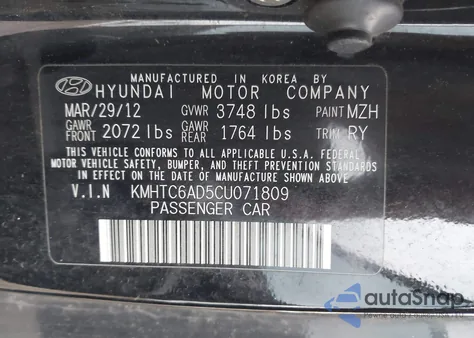 MANUFACTURED IN KOREA BY
HYUNDAI MOTOR COMPANY
MAR/29/12 GVWR 3748 lbs PAINT MZH
GAWR FRONT 2072 lbs GAWR REAR 1764 lbs TRIM RY
THIS VEHICLE CONFORMS TO ALL APPLICABLE U.S.A. FEDERAL
MOTOR VEHICLE SAFETY, BUMPER, AND THEFT PREVENTION
STANDARDS IN EFFECT ON THE DATE OF MANUFACTURE SHOWN ABOVE.
V.I.N KMHTC6AD5CU071809
PASSENGER CAR
autoSnap